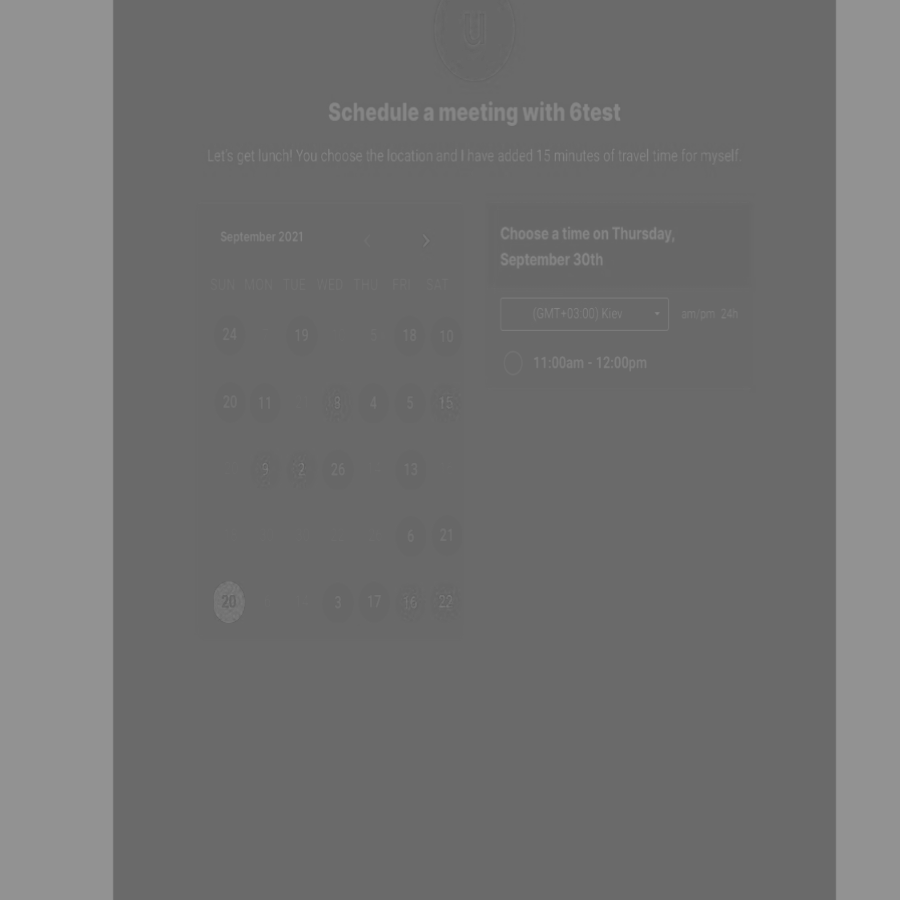 Schedule a meeting with 6test
Let's get lunch! You choose the location and I have added 15 minutes of travel time for myself.
September 2021
SUN MON TUE WED THU FRI SAT
24 19 18 10
20 11 8 4 5 15
9 2 26 13
6 21
20 3 17 16 22
Choose a time on Thursday,
September 30th
(GMT+03:00) Kiev am/pm 24h
11:00am - 12:00pm